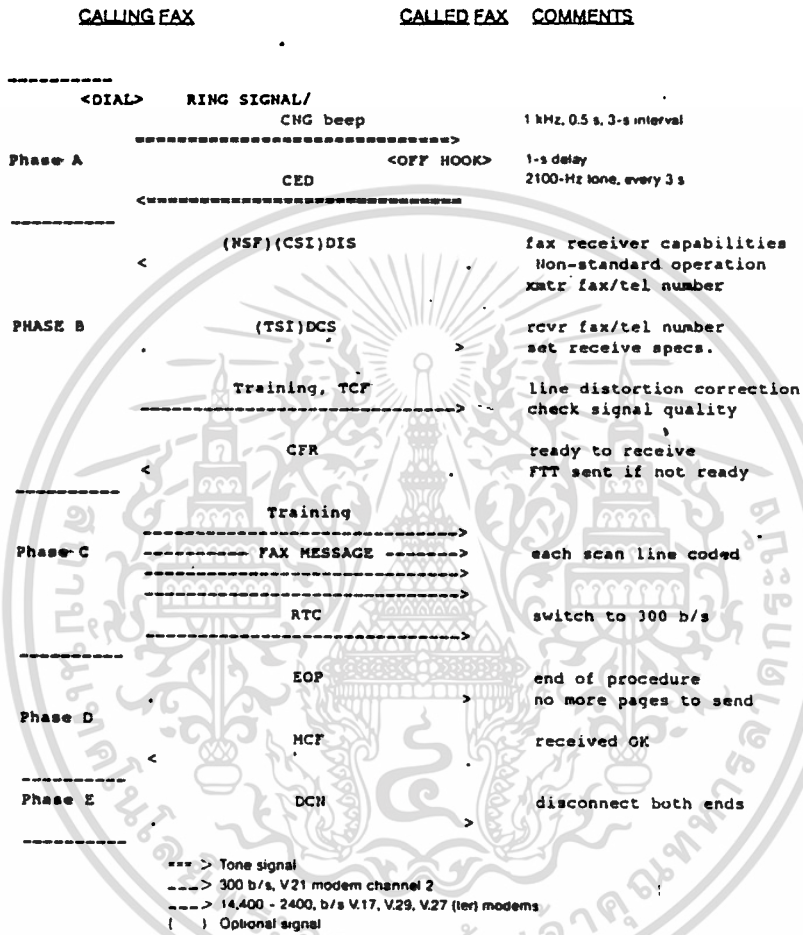 CALLING FAX CALLED FAX COMMENTS
<DIAL> RING SIGNAL/
CNG beep 1 kHz, 0.5 s, 3-s interval
Phase A <OFF HOOK> 1-s delay
CED 2100-Hz tone, every 3 s
(NSF)(CSI)DIS fax receiver capabilities
Non-standard operation
xmtr fax/tel number
PHASE B (TSI)DCS rcvr fax/tel number
set receive specs.
Training, TCF line distortion correction
check signal quality
CFR ready to receive
FTT sent if not ready
Training
Phase C FAX MESSAGE each scan line coded
RTC switch to 300 b/s
EOP end of procedure
no more pages to send
Phase D
MCF received OK
Phase E DCN disconnect both ends
===> Tone signal
---> 300 b/s, V.21 modem channel 2
---> 14,400 - 2400, b/s V.17, V.29, V.27 (ter) modems
( ) Optional signal